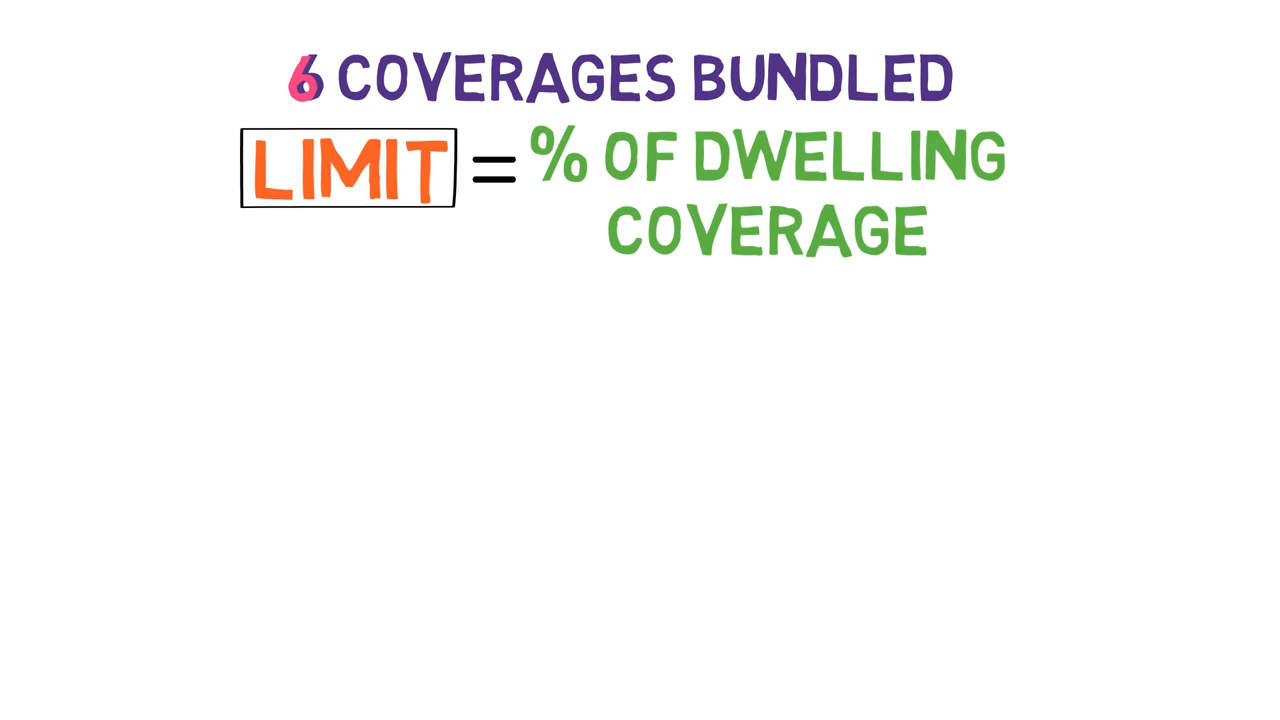 6 COVERAGES BUNDLED
LIMIT = % OF DWELLING
COVERAGE